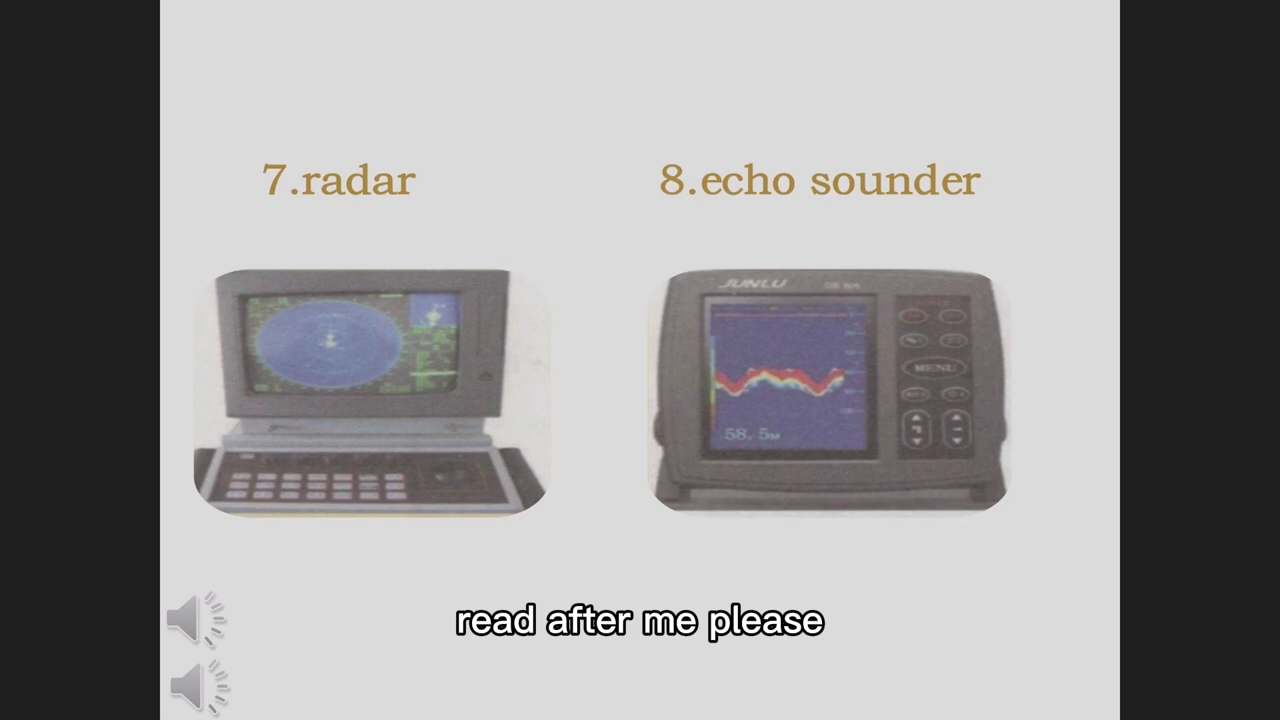 7.radar
8.echo sounder
JUNLU
MENU
58.5M
read after me please